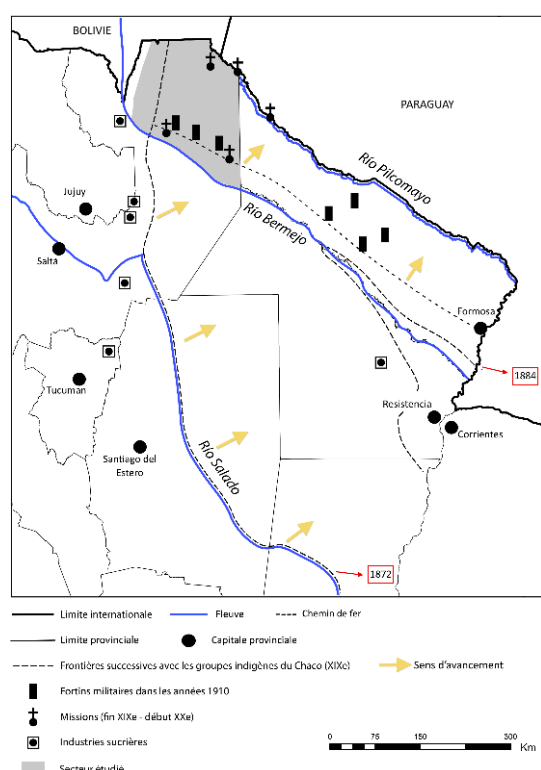 BOLIVIE
PARAGUAY
Río Pilcomayo
Jujuy
Río Bermejo
Salta
Formosa
1884
Tucuman
Resistencia
Corrientes
Santiago del
Estero
Río Salado
1872
Limite internationale
Fleuve
Chemin de fer
Limite provinciale
Capitale provinciale
Frontières successives avec les groupes indigènes du Chaco (XIXe)
Sens d'avancement
Fortins militaires dans les années 1910
Missions (fin XIXe - début XXe)
Industries sucrières
0 75 150 300
Km
Secteur étudié